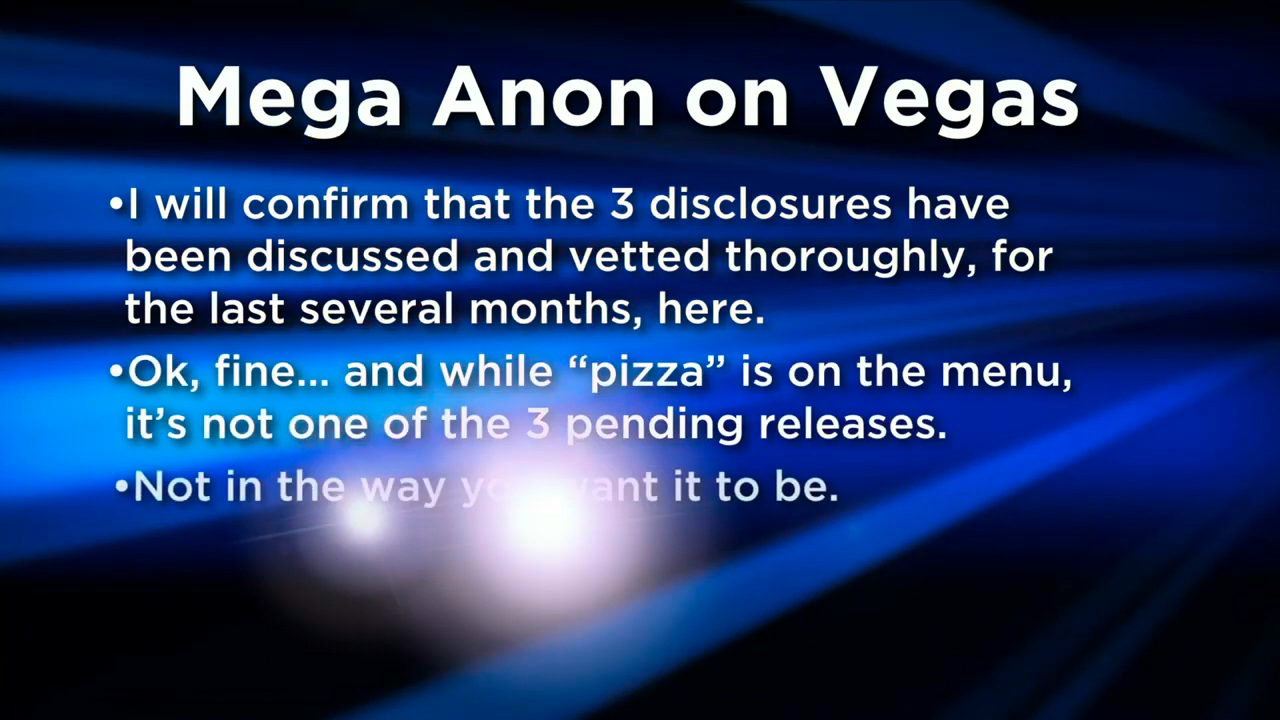 Mega Anon on Vegas
•I will confirm that the 3 disclosures have
been discussed and vetted thoroughly, for
the last several months, here.
•Ok, fine... and while “pizza” is on the menu,
it’s not one of the 3 pending releases.
•Not in the way you want it to be.